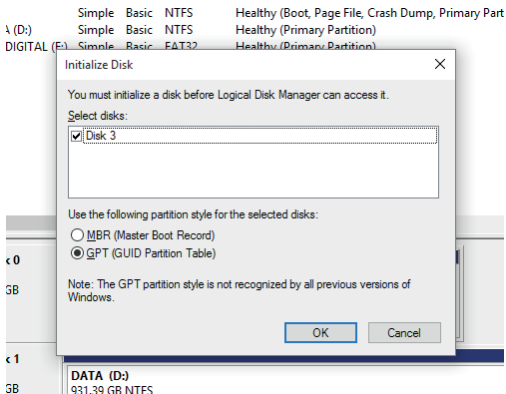 Simple Basic NTFS Healthy (Boot, Page File, Crash Dump, Primary Part
(D:) Simple Basic NTFS Healthy (Primary Partition)
DIGITAL (F:) Simple Basic FAT32 Healthy (Primary Partition)
Initialize Disk
You must initialize a disk before Logical Disk Manager can access it.
Select disks:
Disk 3
Use the following partition style for the selected disks:
MBR (Master Boot Record)
GPT (GUID Partition Table)
Note: The GPT partition style is not recognized by all previous versions of
Windows.
OK Cancel
0
GB
1
DATA (D:)
GB 931.39 GB NTFS